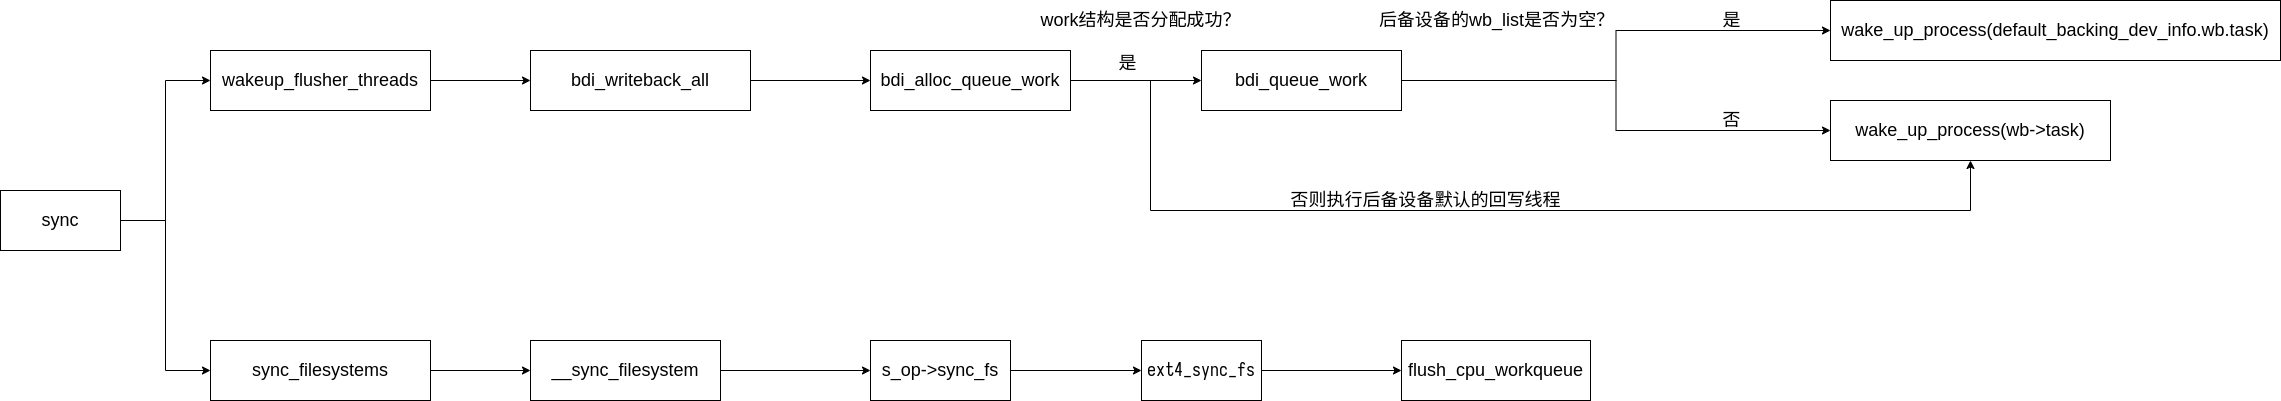 work结构是否分配成功？
后备设备的wb_list是否为空？
是
wake_up_process(default_backing_dev_info.wb.task)
wakeup_flusher_threads
bdi_writeback_all
bdi_alloc_queue_work
是
bdi_queue_work
否
wake_up_process(wb->task)
否则执行后备设备默认的回写线程
sync
sync_filesystems
__sync_filesystem
s_op->sync_fs
ext4_sync_fs
flush_cpu_workqueue